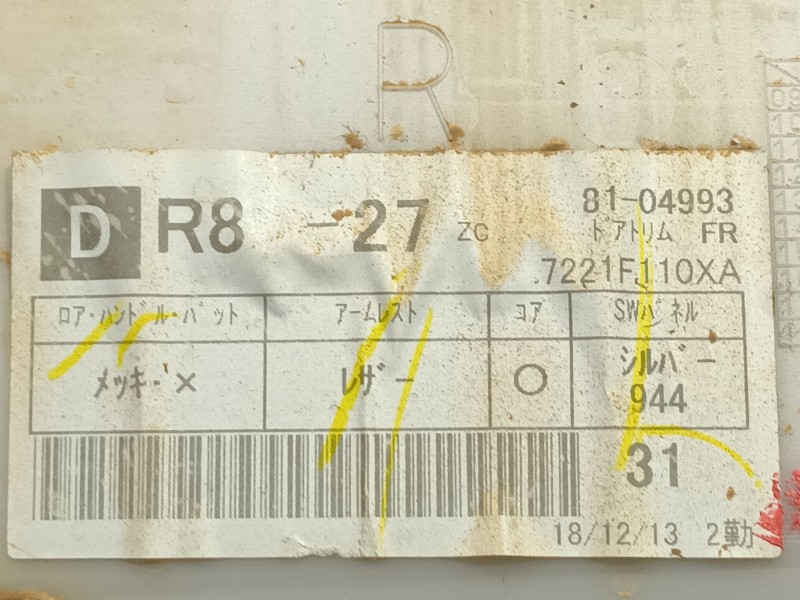 R
D R8 -27 ZC 81-04993
ドアトリム FR
7221F110XA
ロア・ハンドル・パット アームレスト コア SWパネル
メッキ-× レザー ○ シルバー
944
31
18/12/13 2勤